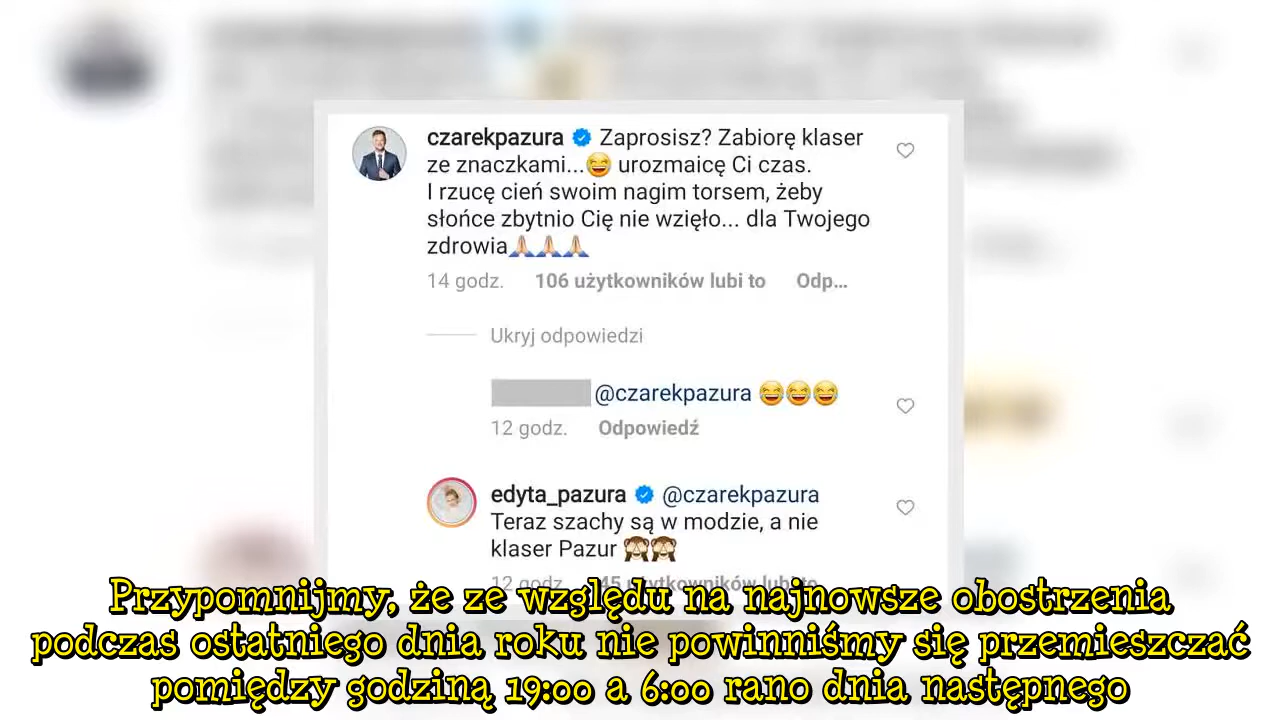 czarekpazura Zaprosisz? Zabiorę klaser
ze znaczkami...😆 urozmaicę Ci czas.
I rzucę cień swoim nagim torsem, żeby
słońce zbytnio Cię nie wzięło... dla Twojego
zdrowia🙏🙏🙏
14 godz. 106 użytkowników lubi to Odp...
Ukryj odpowiedzi
@czarekpazura 😆😆😆
12 godz. Odpowiedź
edyta_pazura @czarekpazura
Teraz szachy są w modzie, a nie
klaser Pazur 🙈🙈
12 godz. 45 użytkowników lubi to
Przypomnijmy, że ze względu na najnowsze obostrzenia
podczas ostatniego dnia roku nie powinniśmy się przemieszczać
pomiędzy godziną 19:00 a 6:00 rano dnia następnego